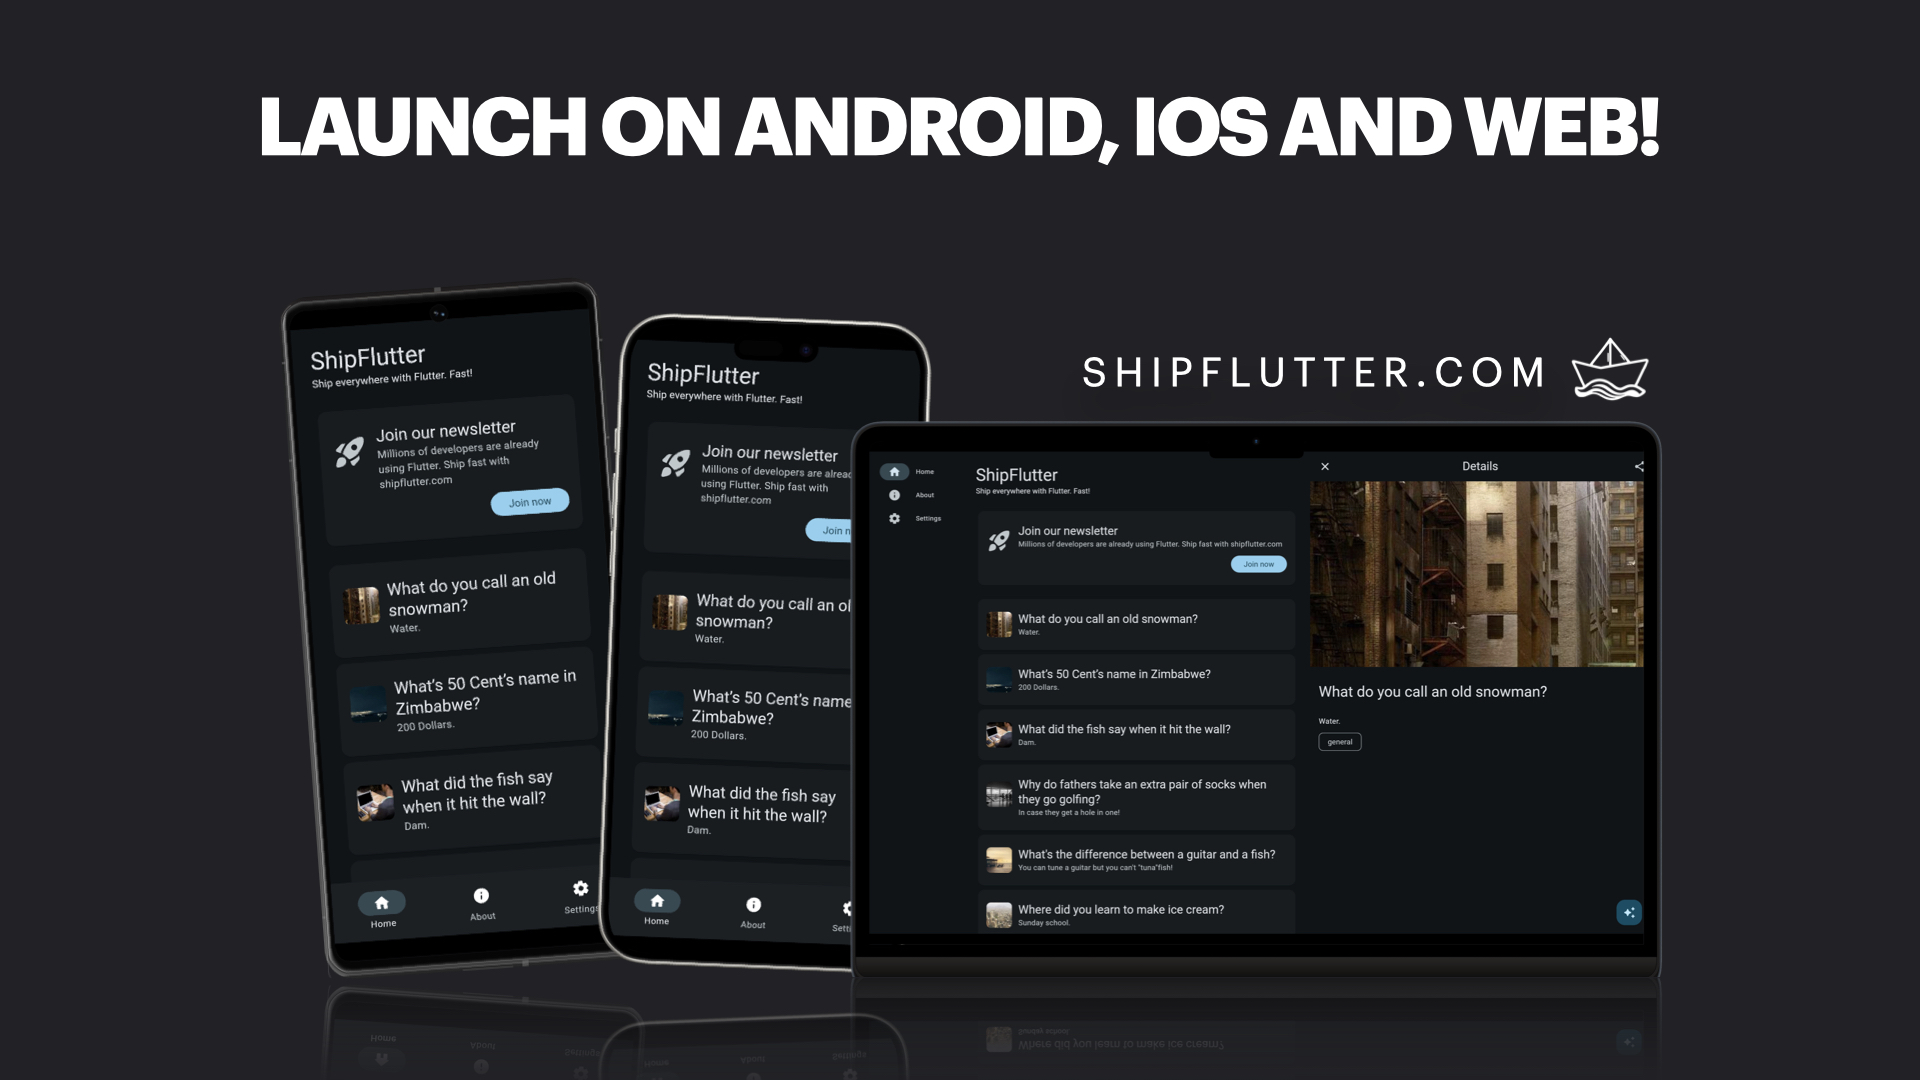 LAUNCH ON ANDROID, IOS AND WEB!
SHIPFLUTTER.COM
ShipFlutter
Ship everywhere with Flutter. Fast!
Join our newsletter
Millions of developers are already
using Flutter. Ship fast with
shipflutter.com
Join now
What do you call an old
snowman?
Water.
What's 50 Cent's name in
Zimbabwe?
200 Dollars.
What did the fish say
when it hit the wall?
Dam.
Home
About
Settings
ShipFlutter
Ship everywhere with Flutter. Fast!
Join our newsletter
Millions of developers are alread
using Flutter. Ship fast with
shipflutter.com
Join n
What do you call an ol
snowman?
Water.
What's 50 Cent's name
Zimbabwe?
200 Dollars.
What did the fish say
when it hit the wall?
Dam.
Home
About
Setti
Home
About
Settings
ShipFlutter
Ship everywhere with Flutter. Fast!
Join our newsletter
Millions of developers are already using Flutter. Ship fast with shipflutter.com
Join now
What do you call an old snowman?
Water.
What's 50 Cent's name in Zimbabwe?
200 Dollars.
What did the fish say when it hit the wall?
Dam.
Why do fathers take an extra pair of socks when
they go golfing?
In case they get a hole in one!
What's the difference between a guitar and a fish?
You can tune a guitar but you can't "tuna"fish!
Where did you learn to make ice cream?
Sunday school.
Details
What do you call an old snowman?
Water.
general